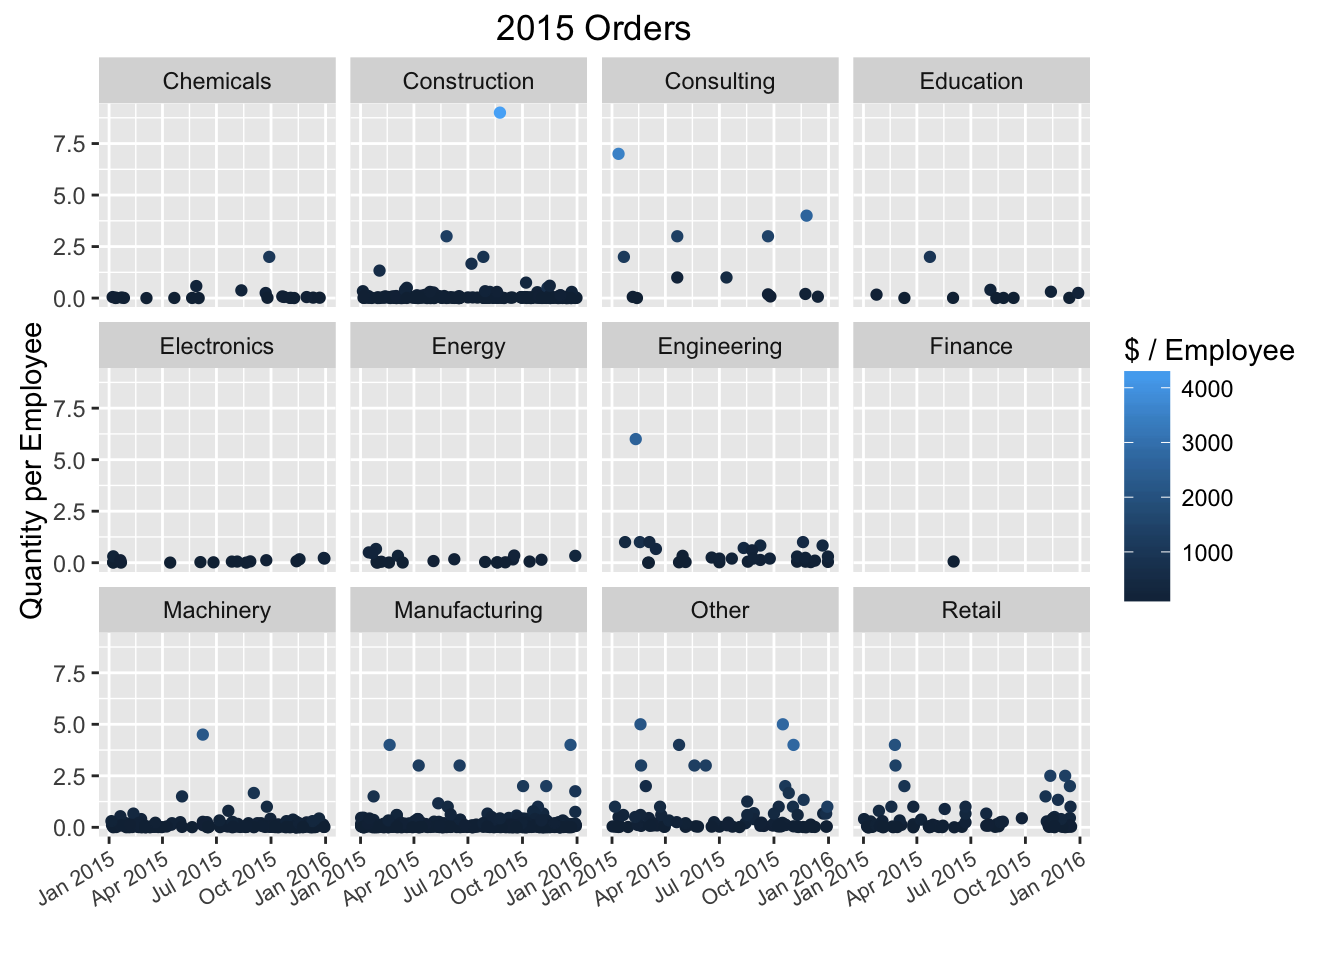 2015 Orders
Chemicals
Construction
Consulting
Education
7.5
5.0
2.5
0.0
Electronics
Energy
Engineering
Finance
7.5
5.0
2.5
0.0
Machinery
Manufacturing
Other
Retail
7.5
5.0
2.5
0.0
Jan 2015 Apr 2015 Jul 2015 Oct 2015 Jan 2016
Jan 2015 Apr 2015 Jul 2015 Oct 2015 Jan 2016
Jan 2015 Apr 2015 Jul 2015 Oct 2015 Jan 2016
Jan 2015 Apr 2015 Jul 2015 Oct 2015 Jan 2016
Quantity per Employee
$ / Employee
4000
3000
2000
1000